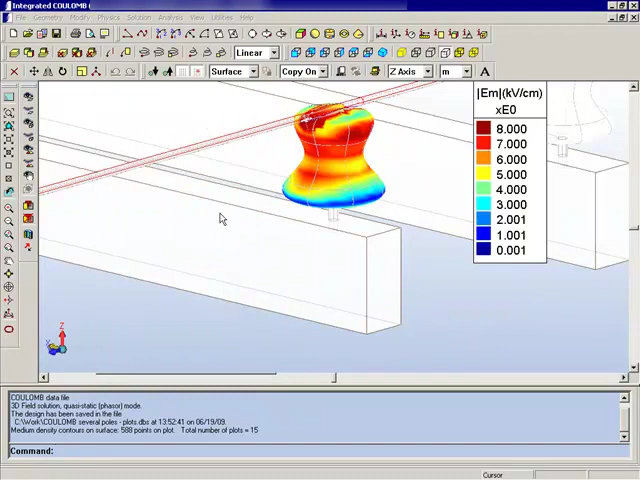 Integrated COULOMB (
File Geometry Modify Physics Solution Analysis View Utilities Help
Linear
Surface Copy On Z Axis m A
|Em|(kV/cm)
xE0
8.000
7.000
6.000
5.000
4.000
3.000
2.001
1.001
0.001
Z
X
COULOMB data file
3D Field solution, quasi-static (phasor) mode.
The design has been saved in the file
C:\Work\COULOMB several poles - plots.dbs at 13:52:41 on 06/19/09.
Medium density contours on surface: 588 points on plot. Total number of plots = 15
Command:
Cursor